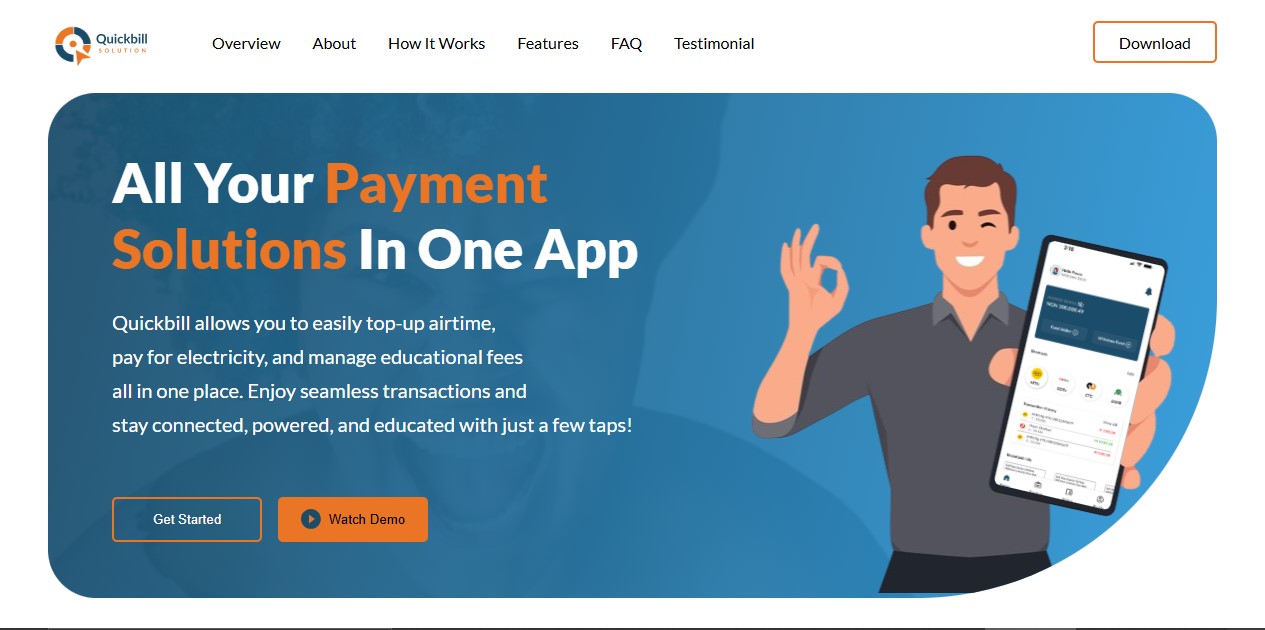 Quickbill
SOLUTION
Overview
About
How It Works
Features
FAQ
Testimonial
Download
All Your Payment
Solutions In One App
Quickbill allows you to easily top-up airtime,
pay for electricity, and manage educational fees
all in one place. Enjoy seamless transactions and
stay connected, powered, and educated with just a few taps!
Get Started
Watch Demo